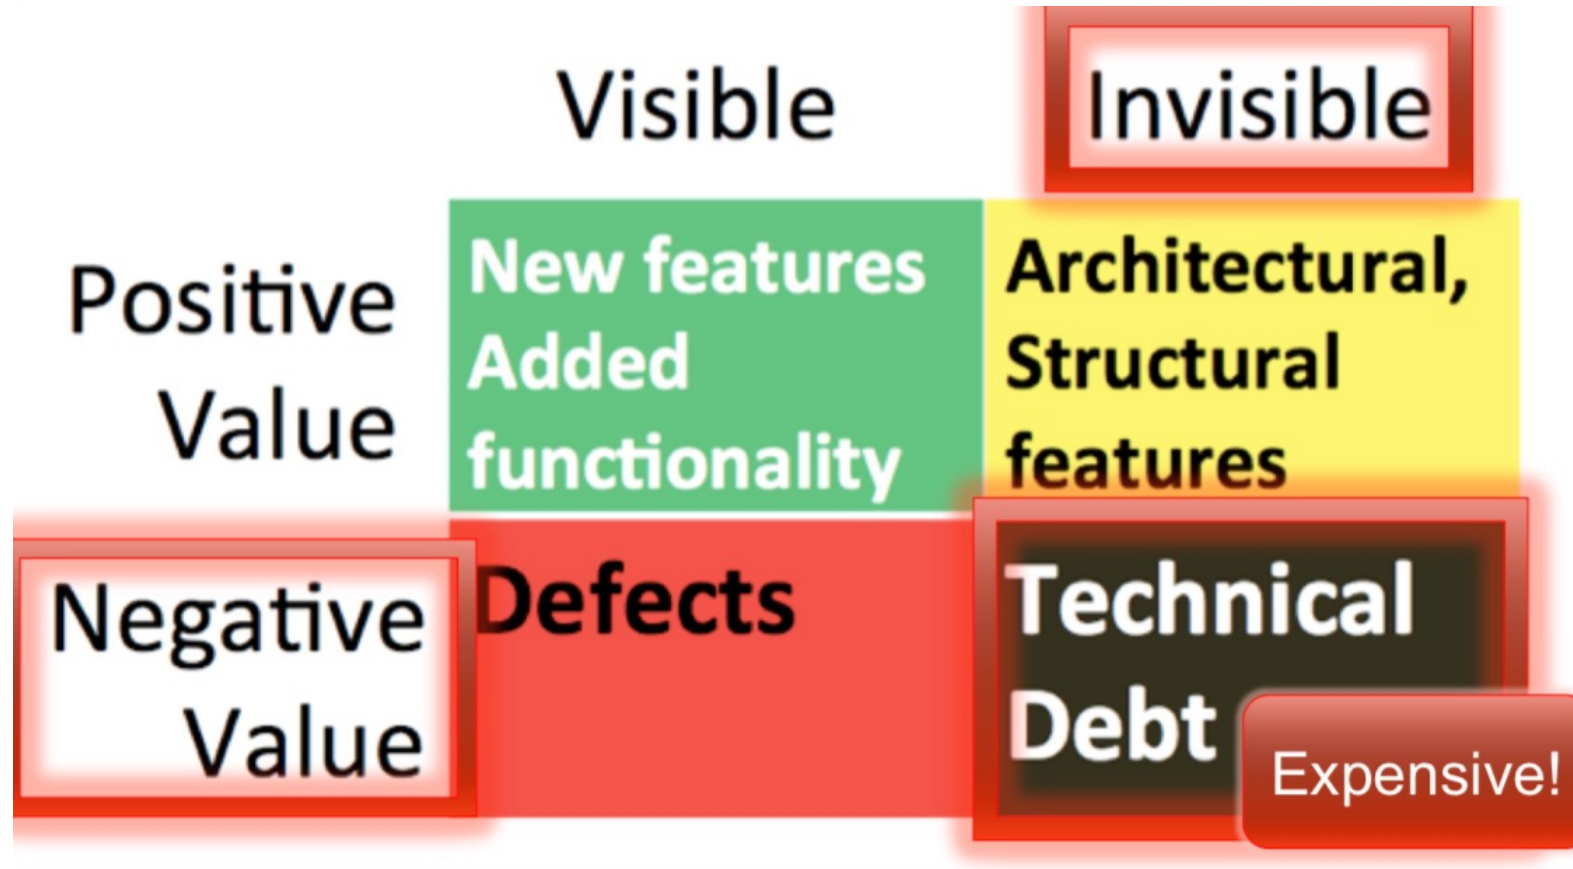 Visible
Invisible
Positive
Value
New features
Added
functionality
Architectural,
Structural
features
Negative
Value
Defects
Technical
Debt
Expensive!